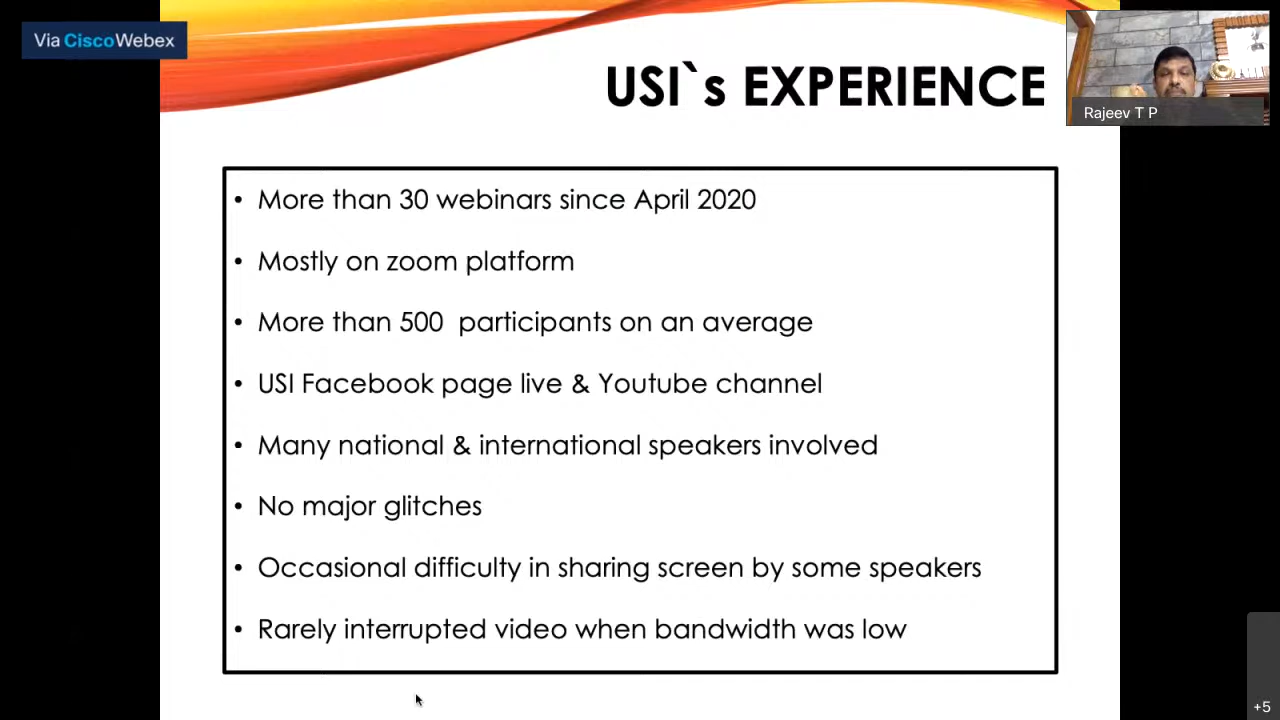 Via CiscoWebex
USI`s EXPERIENCE
Rajeev T P
• More than 30 webinars since April 2020
• Mostly on zoom platform
• More than 500  participants on an average
• USI Facebook page live & Youtube channel
• Many national & international speakers involved
• No major glitches
• Occasional difficulty in sharing screen by some speakers
• Rarely interrupted video when bandwidth was low
+5